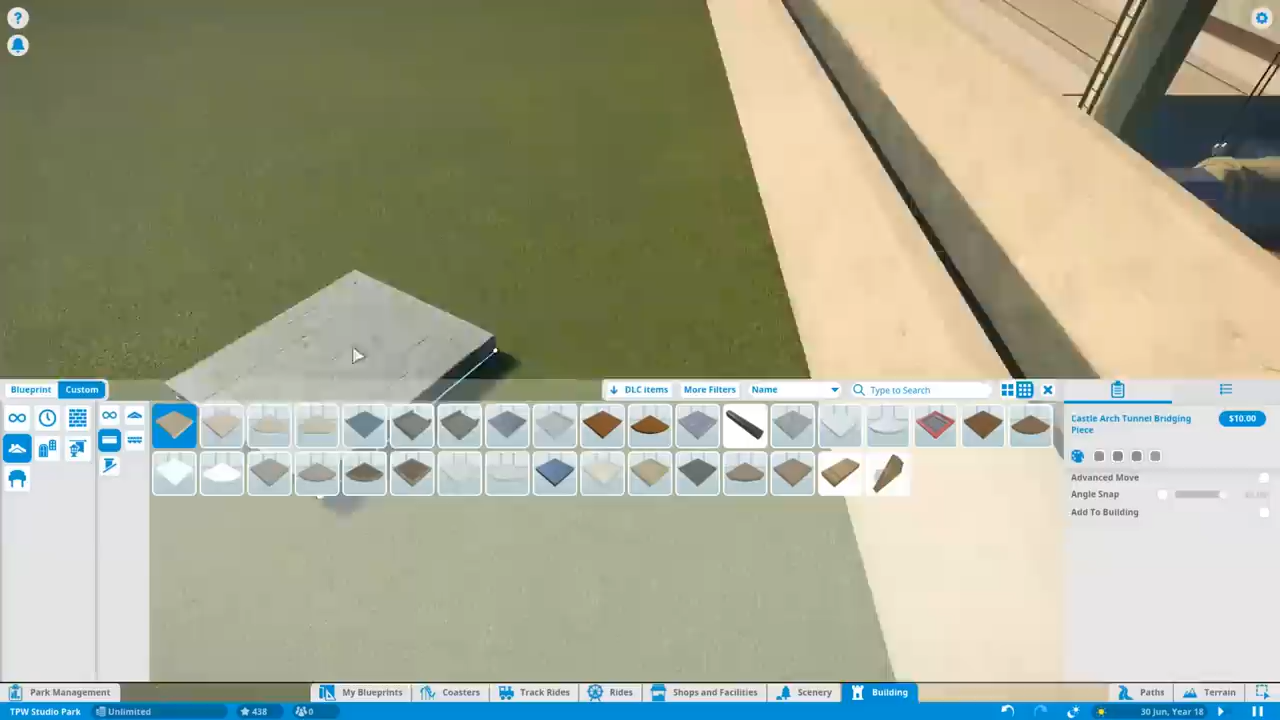 ?
Blueprint Custom DLC items More Filters Name Type to Search
Castle Arch Tunnel Bridging Piece $10.00
Advanced Move
Angle Snap
Add To Building
Park Management My Blueprints Coasters Track Rides Rides Shops and Facilities Scenery Building Paths Terrain
TPW Studio Park Unlimited 438 0 30 Jun, Year 18